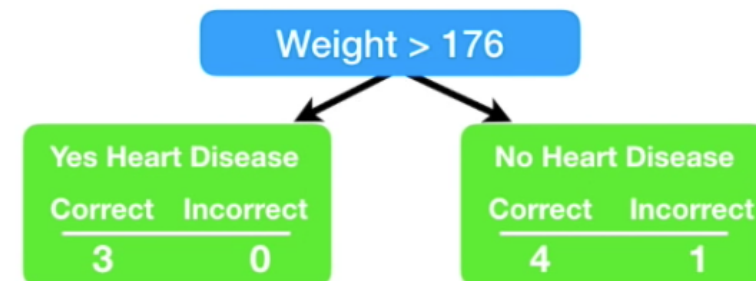 Weight > 176
Yes Heart Disease
Correct Incorrect
3 0
No Heart Disease
Correct Incorrect
4 1